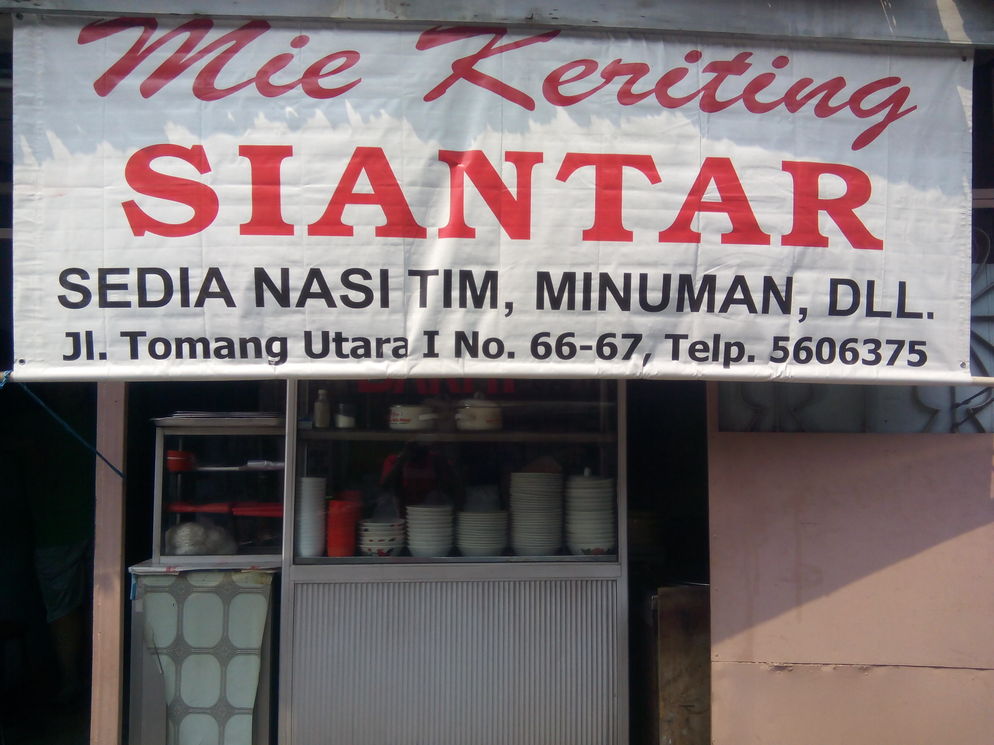 Mie Keriting
SIANTAR
SEDIA NASI TIM, MINUMAN, DLL.
Jl. Tomang Utara I No. 66-67, Telp. 5606375